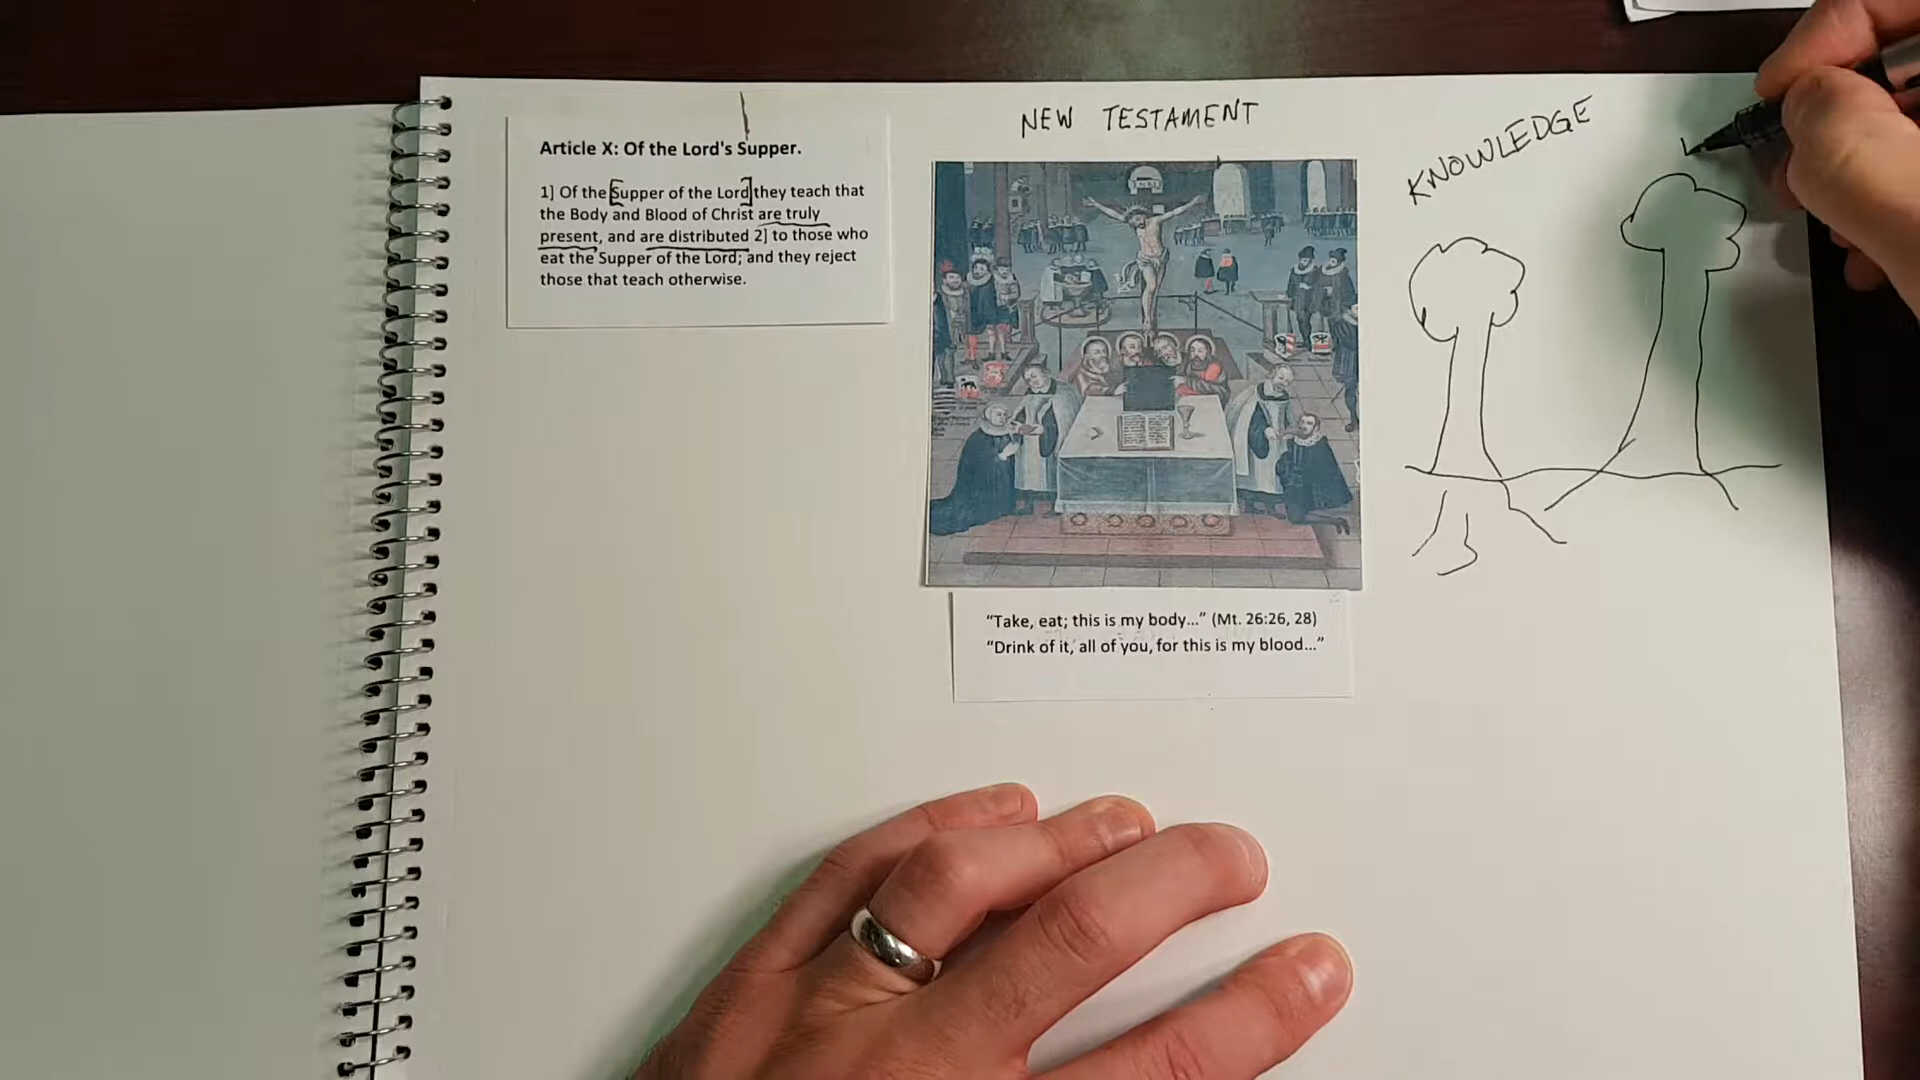 Article X: Of the Lord's Supper.
1] Of the [Supper of the Lord] they teach that
the Body and Blood of Christ are truly
present, and are distributed 2] to those who
eat the Supper of the Lord; and they reject
those that teach otherwise.
NEW TESTAMENT
INRI
“Take, eat; this is my body...” (Mt. 26:26, 28)
“Drink of it, all of you, for this is my blood...”
KNOWLEDGE